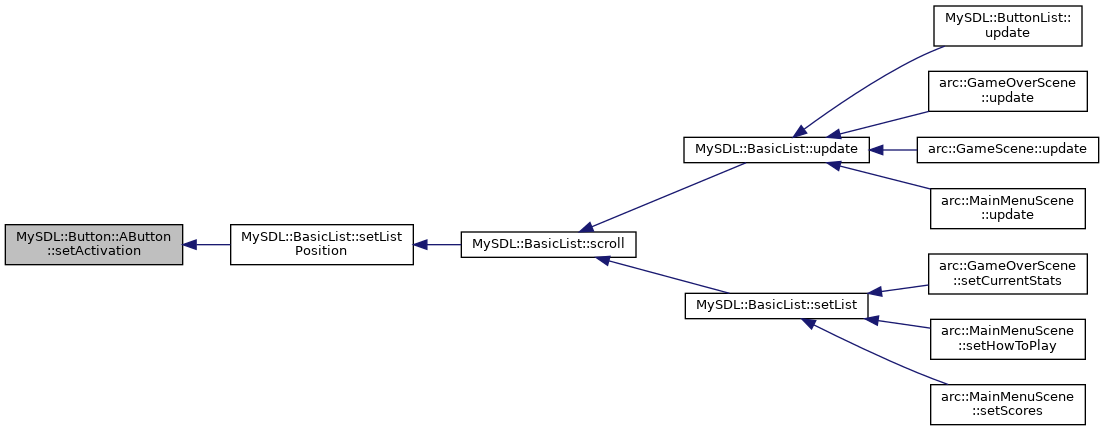 MySDL::ButtonList::
update
arc::GameOverScene
::update
MySDL::BasicList::update
arc::GameScene::update
arc::MainMenuScene
::update
MySDL::Button::AButton
::setActivation
MySDL::BasicList::setList
Position
MySDL::BasicList::scroll
arc::GameOverScene
::setCurrentStats
MySDL::BasicList::setList
arc::MainMenuScene
::setHowToPlay
arc::MainMenuScene
::setScores